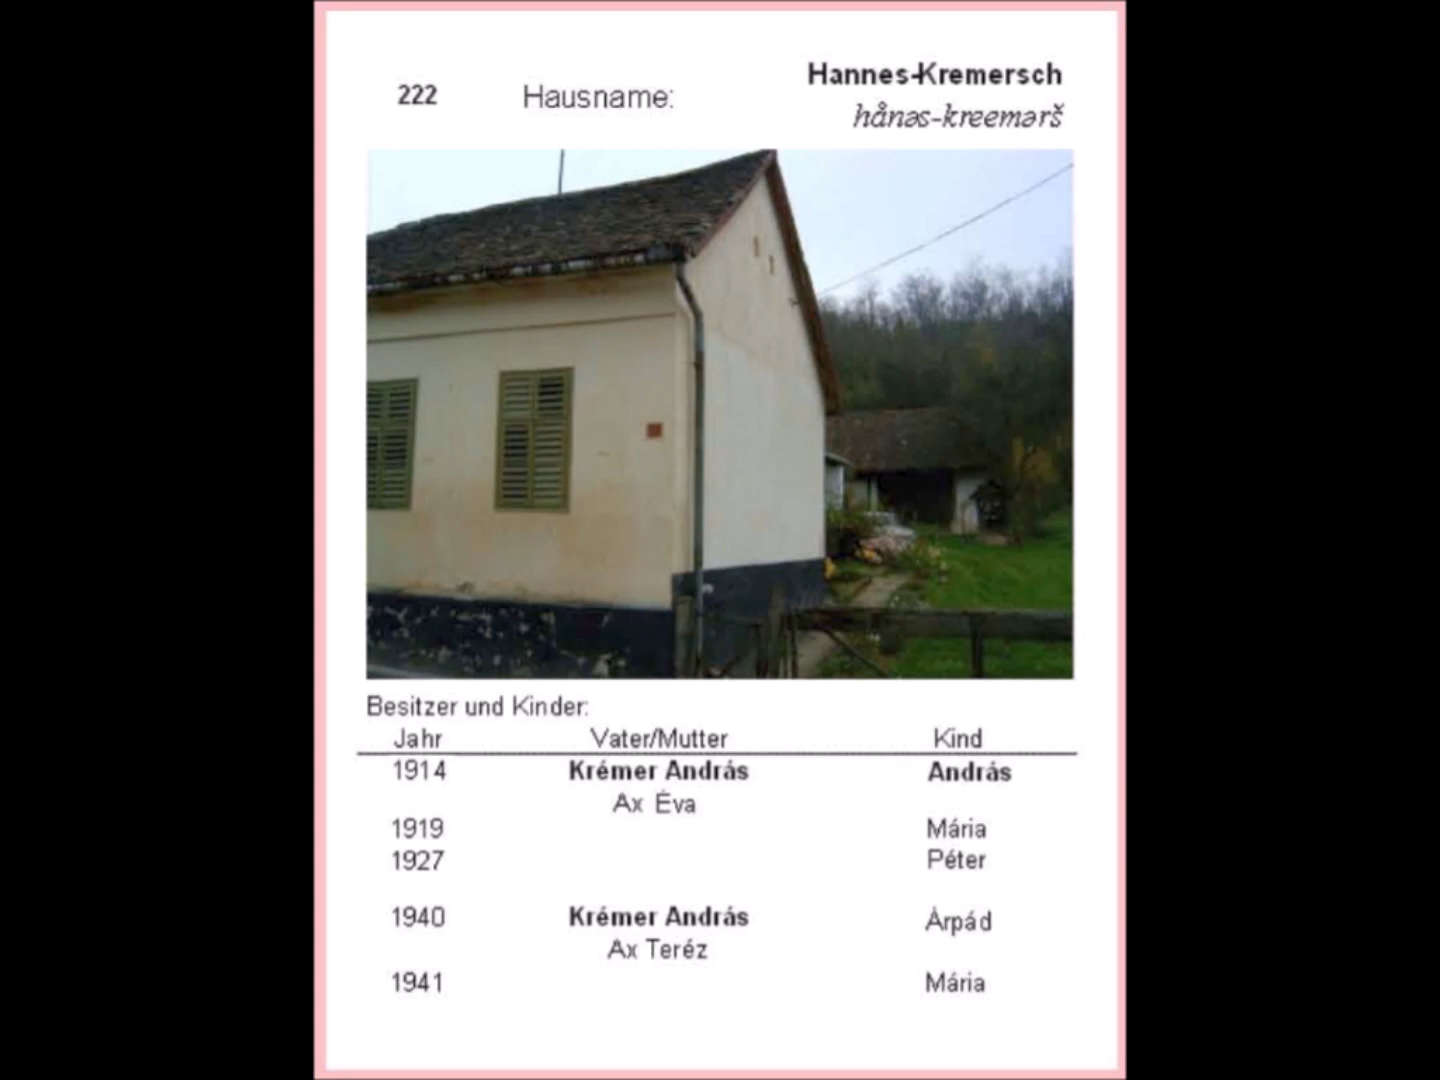 222 Hausname: Hannes-Kremersch
hånəs-kreemərš
Besitzer und Kinder:
Jahr Vater/Mutter Kind
1914 Krémer András András
Ax Éva
1919 Mária
1927 Péter
1940 Krémer András Árpád
Ax Teréz
1941 Mária